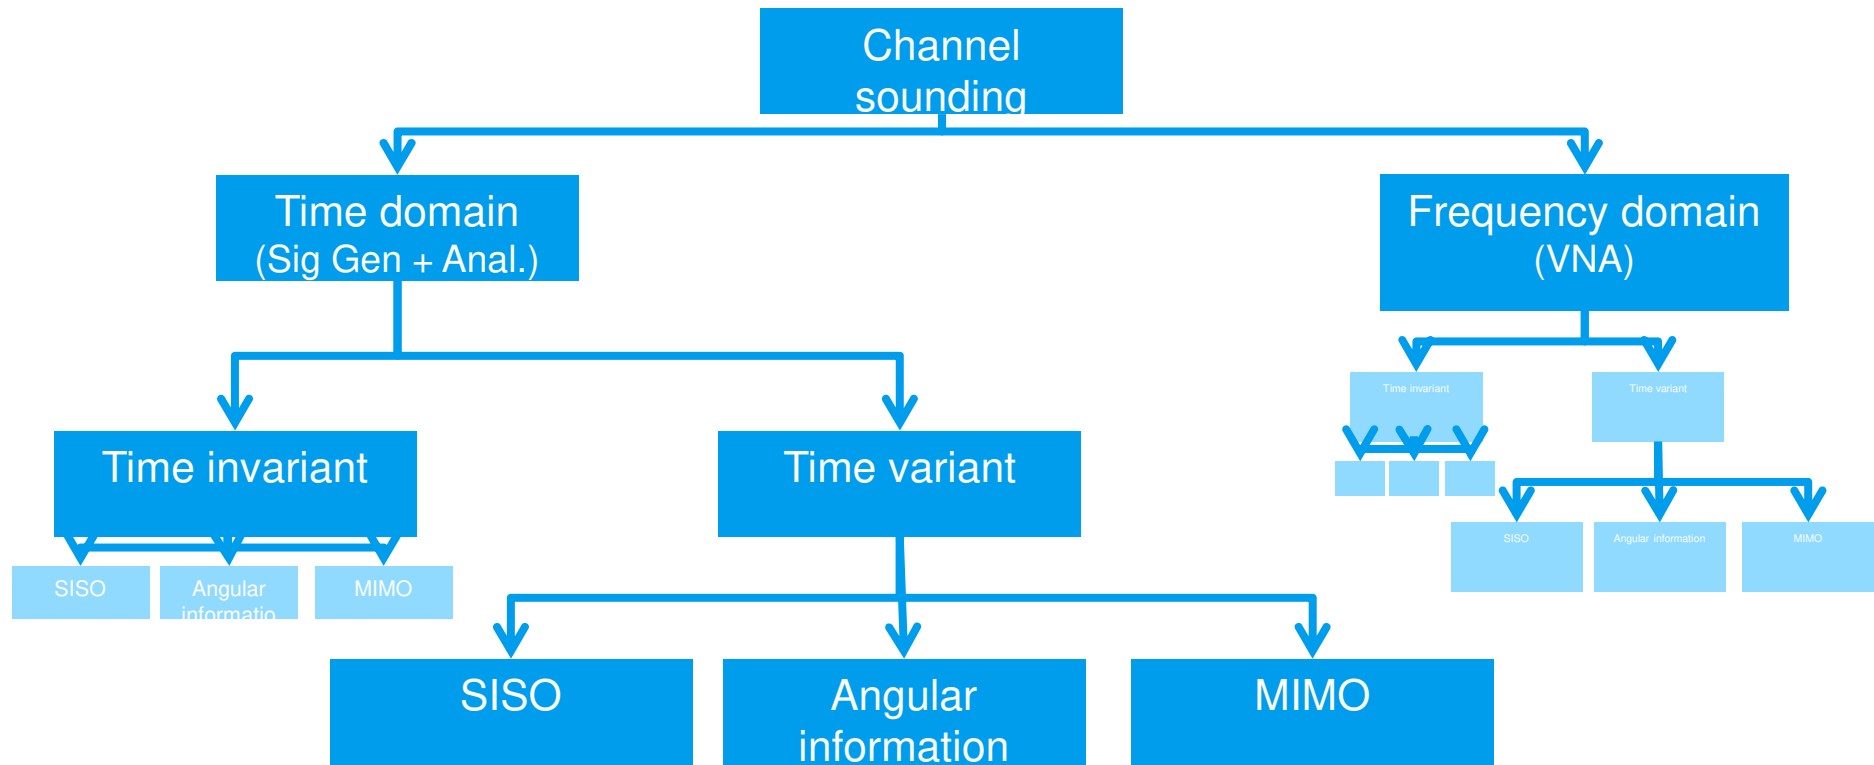 Channel
sounding
Time domain
(Sig Gen + Anal.)
Frequency domain
(VNA)
Time invariant
Time variant
Time invariant
Time variant
SISO
Angular information
MIMO
SISO
Angular
informatio
MIMO
SISO
Angular
information
MIMO